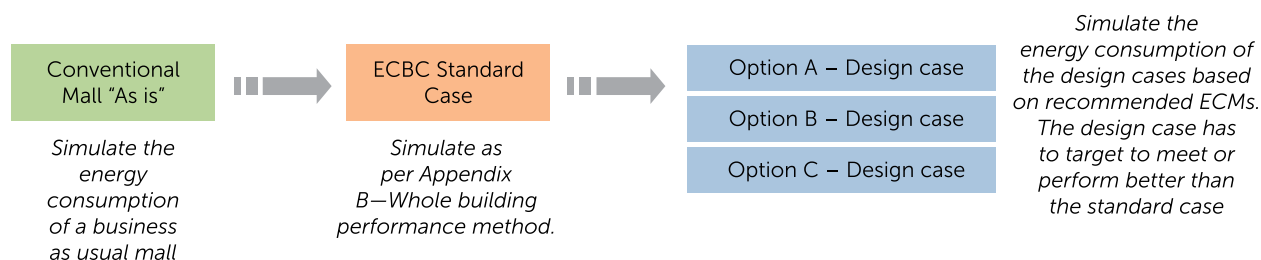 Conventional
Mall “As is”
Simulate the
energy
consumption
of a business
as usual mall
ECBC Standard
Case
Simulate as
per Appendix
B—Whole building
performance method.
Option A – Design case
Option B – Design case
Option C – Design case
Simulate the
energy consumption of
the design cases based
on recommended ECMs.
The design case has
to target to meet or
perform better than
the standard case